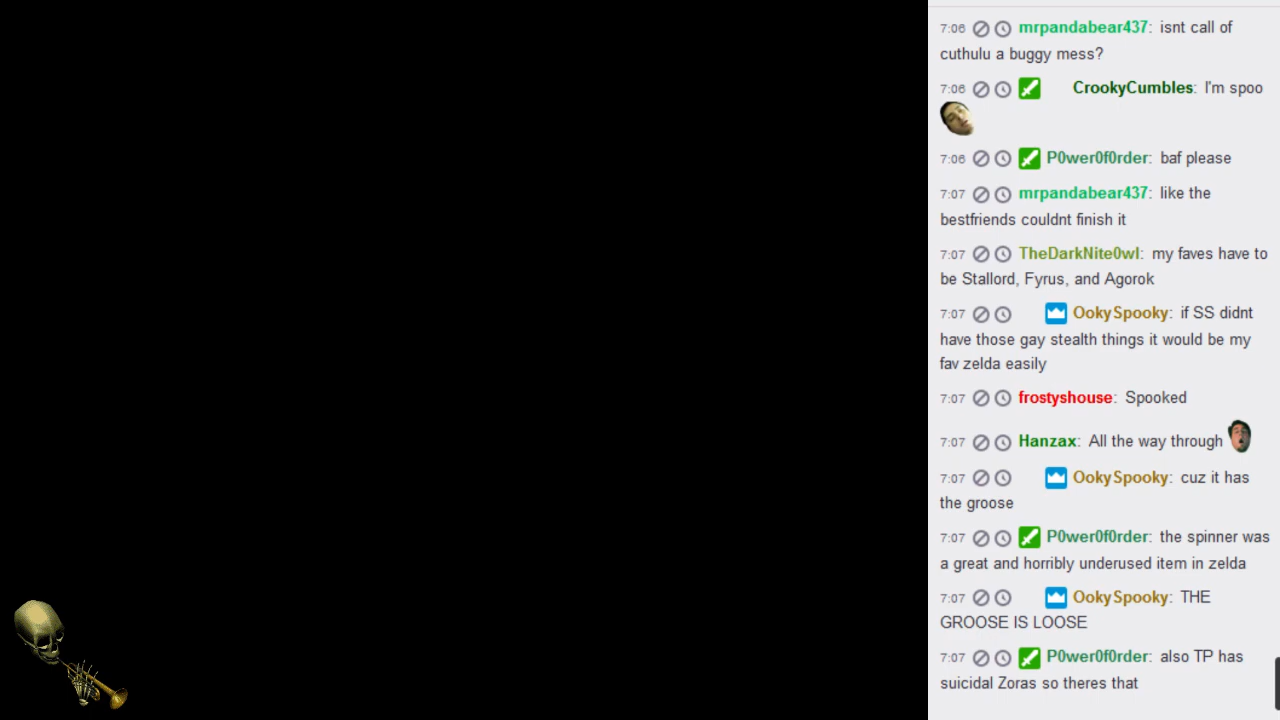 7:06 mrpandabear437: isnt call of
cuthulu a buggy mess?
7:06 CrookyCumbles: I'm spoo
7:06 P0wer0f0rder: baf please
7:07 mrpandabear437: like the
bestfriends couldnt finish it
7:07 TheDarkNite0wl: my faves have to
be Stallord, Fyrus, and Agorok
7:07 OokySpooky: if SS didnt
have those gay stealth things it would be my
fav zelda easily
7:07 frostyshouse: Spooked
7:07 Hanzax: All the way through
7:07 OokySpooky: cuz it has
the groose
7:07 P0wer0f0rder: the spinner was
a great and horribly underused item in zelda
7:07 OokySpooky: THE
GROOSE IS LOOSE
7:07 P0wer0f0rder: also TP has
suicidal Zoras so theres that